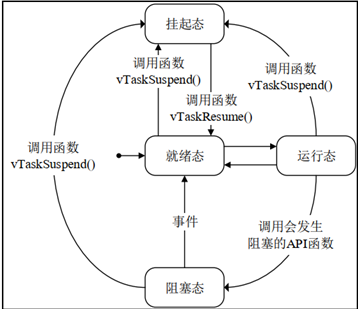 挂起态
调用函数
vTaskSuspend()
调用函数
vTaskSuspend()
调用函数
vTaskResume()
调用函数
vTaskSuspend()
就绪态
运行态
事件
调用会发生
阻塞的API函数
阻塞态